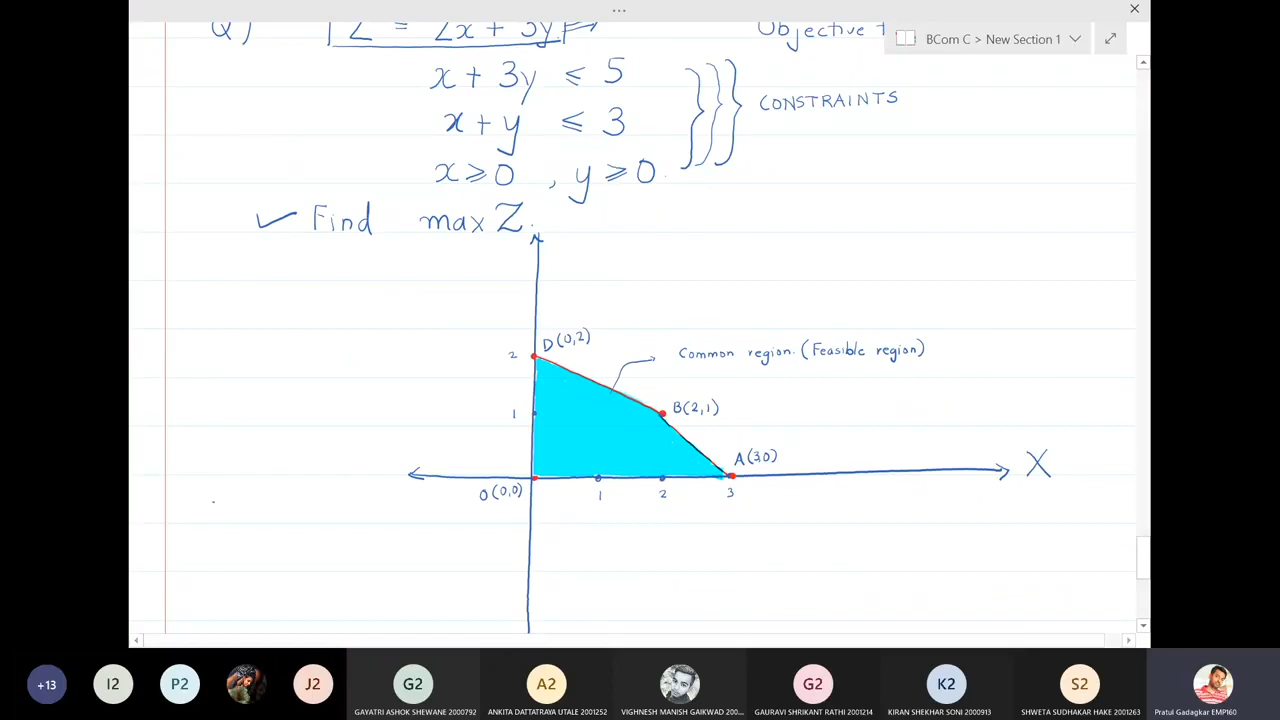 Q) Z = 2x + 3y Objective
BCom C > New Section 1
x + 3y ≤ 5
x + y ≤ 3
CONSTRAINTS
x ≥ 0 , y ≥ 0.
✓ Find max Z.
D(0,2)
2
Common region. (Feasible region)
B(2,1)
1
A(3,0)
X
O(0,0)
1 2 3
+13 I2 P2 J2 G2 A2 G2 K2 S2
GAYATRI ASHOK SHEWANE 2000792
ANKITA DATTATRAYA UTALE 2001252
VIGHNESH MANISH GAIKWAD 200...
GAURAVI SHRIKANT RATHI 2001214
KIRAN SHEKHAR SONI 2000913
SHWETA SUDHAKAR HAKE 2001263
Pratul Gadagkar EMP160